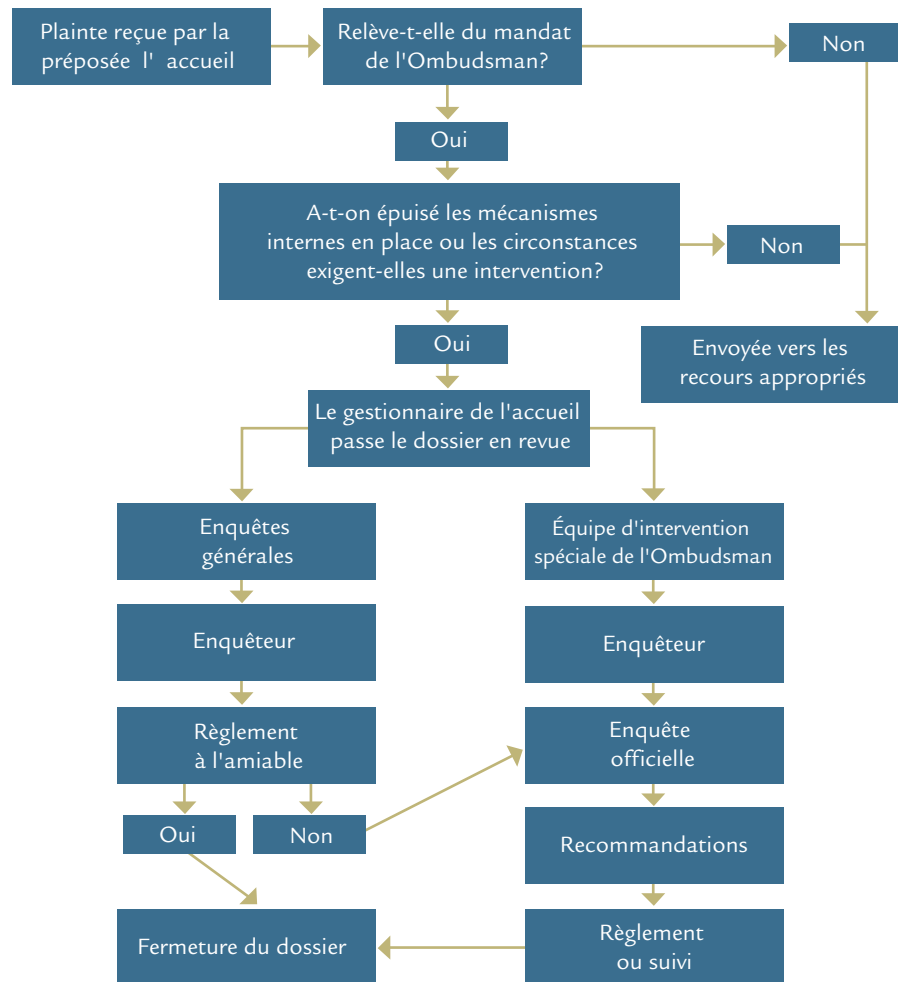 Plainte reçue par la
préposée l' accueil
Relève-t-elle du mandat
de l'Ombudsman?
Non
Oui
A-t-on épuisé les mécanismes
internes en place ou les circonstances
exigent-elles une intervention?
Non
Oui
Envoyée vers les
recours appropriés
Le gestionnaire de l'accueil
passe le dossier en revue
Enquêtes
générales
Équipe d'intervention
spéciale de l'Ombudsman
Enquêteur
Enquêteur
Règlement
à l'amiable
Enquête
officielle
Oui
Non
Recommandations
Fermeture du dossier
Règlement
ou suivi